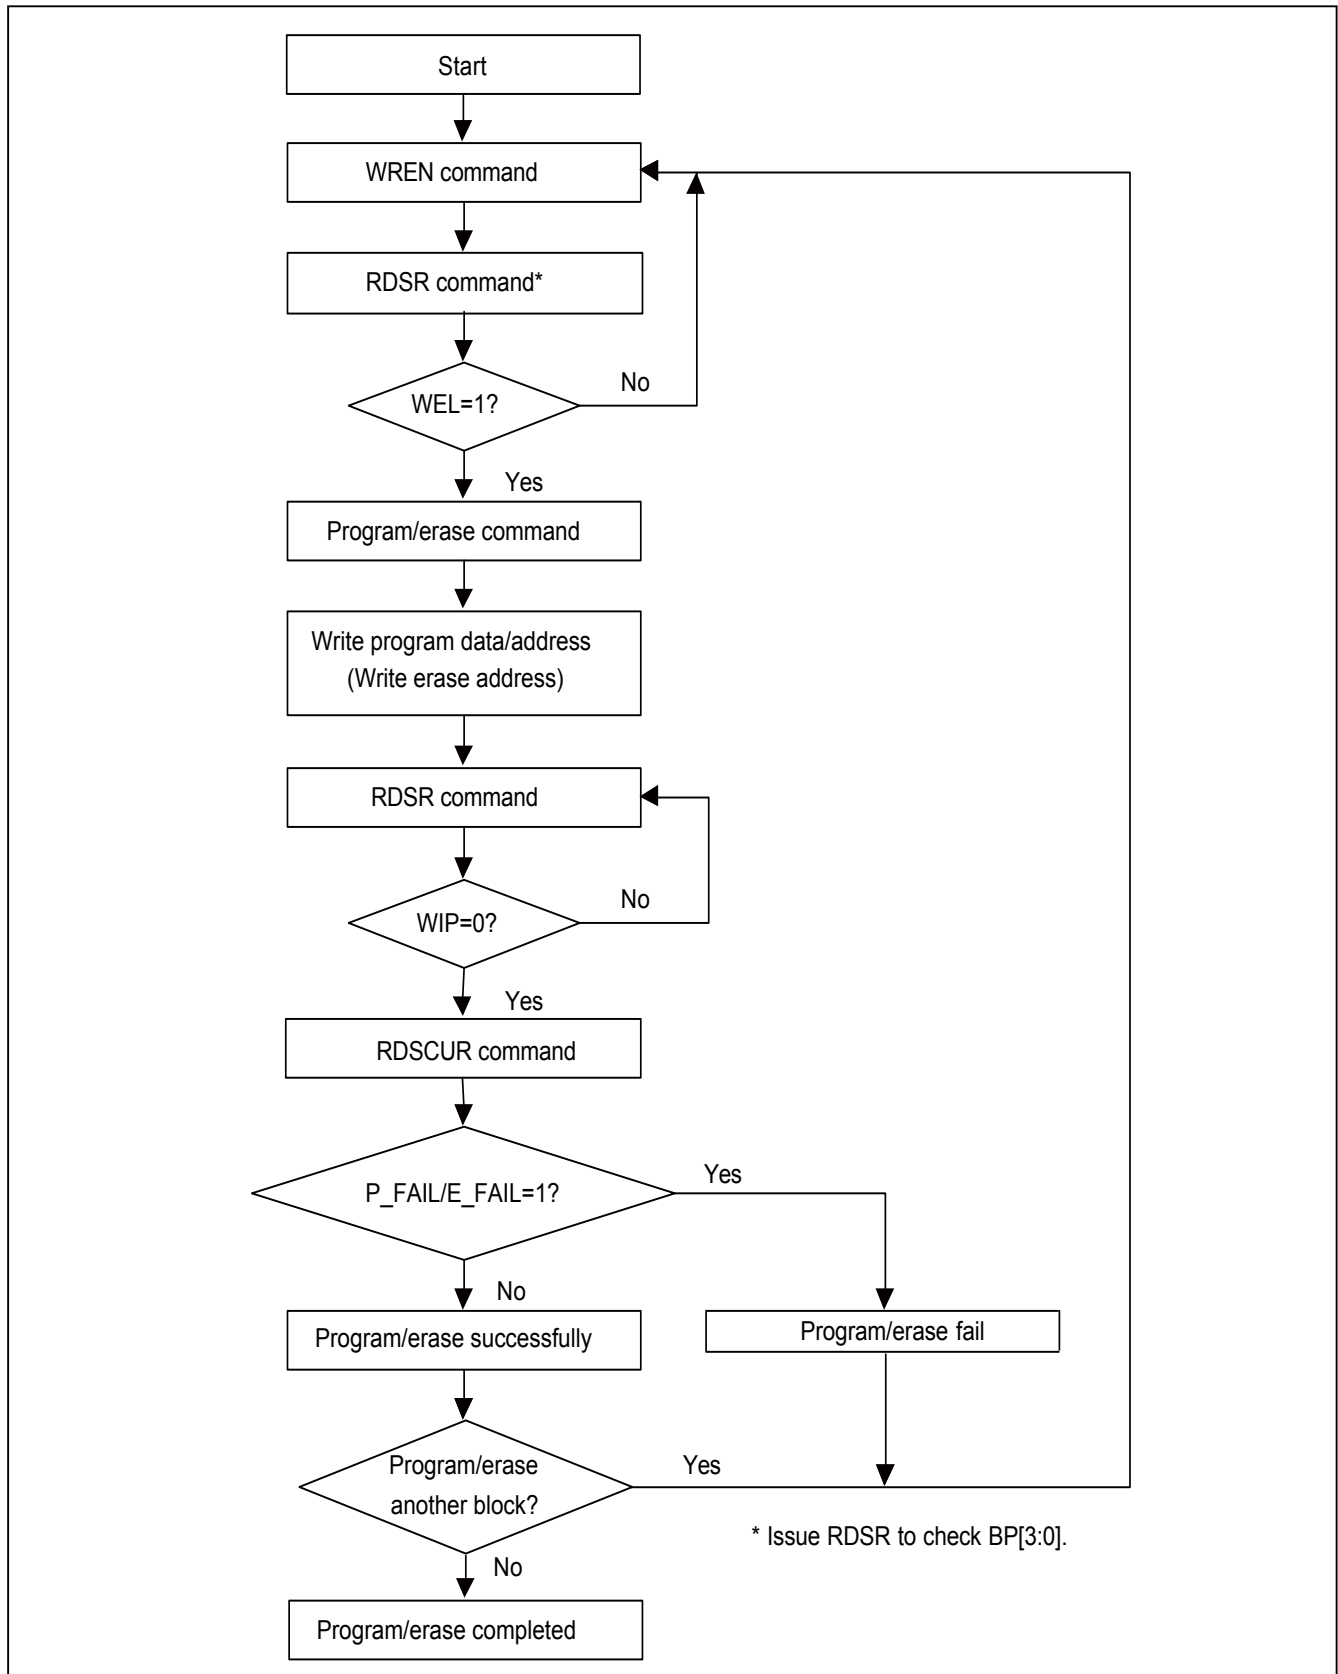 Start
WREN command
RDSR command*
WEL=1?
No
Yes
Program/erase command
Write program data/address
(Write erase address)
RDSR command
WIP=0?
No
Yes
RDSCUR command
P_FAIL/E_FAIL=1?
Yes
No
Program/erase successfully
Program/erase fail
Program/erase
another block?
Yes
* Issue RDSR to check BP[3:0].
No
Program/erase completed